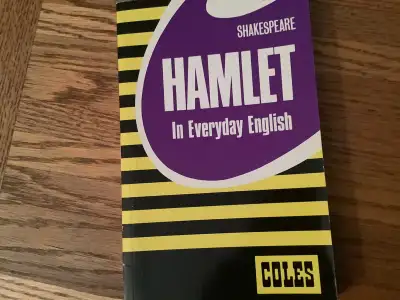 SHAKESPEARE
HAMLET
In Everyday English
COLES